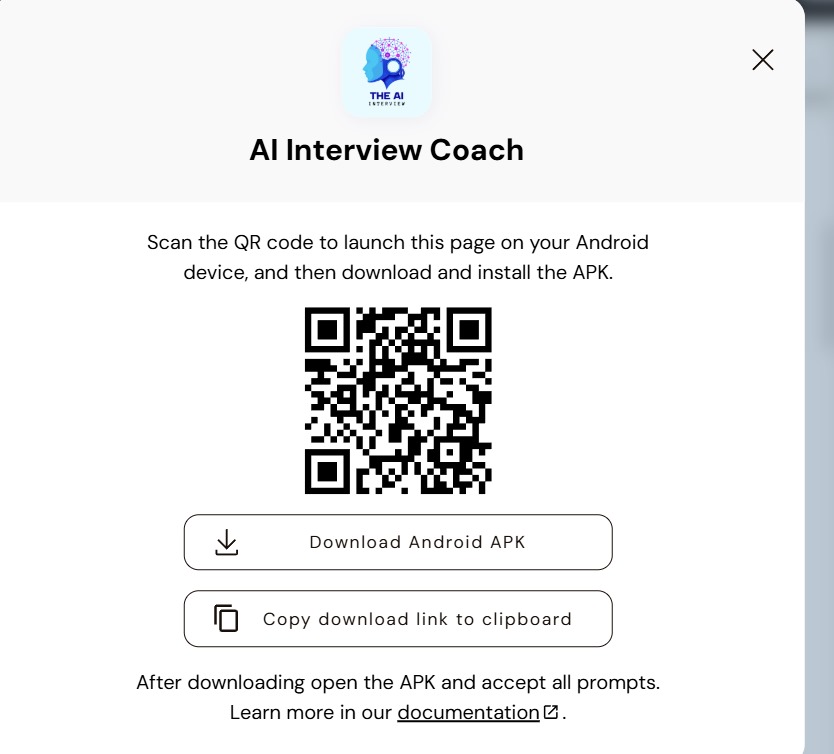 THE AI
INTERVIEW
AI Interview Coach
Scan the QR code to launch this page on your Android
device, and then download and install the APK.
Download Android APK
Copy download link to clipboard
After downloading open the APK and accept all prompts.
Learn more in our documentation.